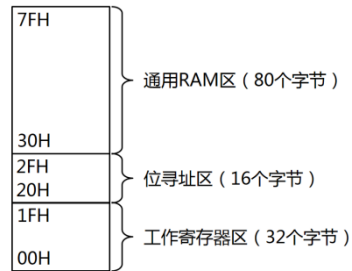 7FH
通用RAM区（80个字节）
30H
2FH
位寻址区（16个字节）
20H
1FH
工作寄存器区（32个字节）
00H